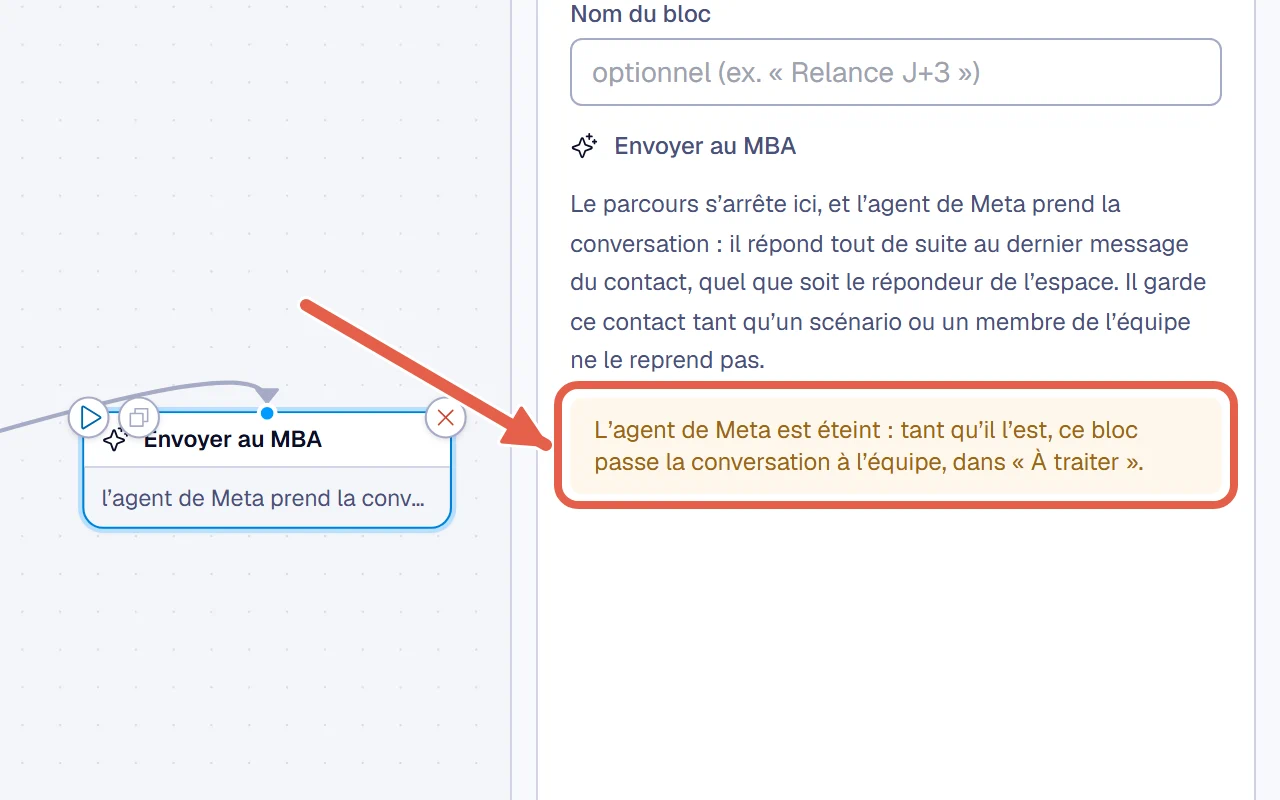 Nom du bloc
optionnel (ex. « Relance J+3 »)
Envoyer au MBA
Le parcours s’arrête ici, et l’agent de Meta prend la
conversation : il répond tout de suite au dernier message
du contact, quel que soit le répondeur de l’espace. Il garde
ce contact tant qu’un scénario ou un membre de l’équipe
ne le reprend pas.
L’agent de Meta est éteint : tant qu’il l’est, ce bloc
passe la conversation à l’équipe, dans « À traiter ».
Envoyer au MBA
l’agent de Meta prend la conv…